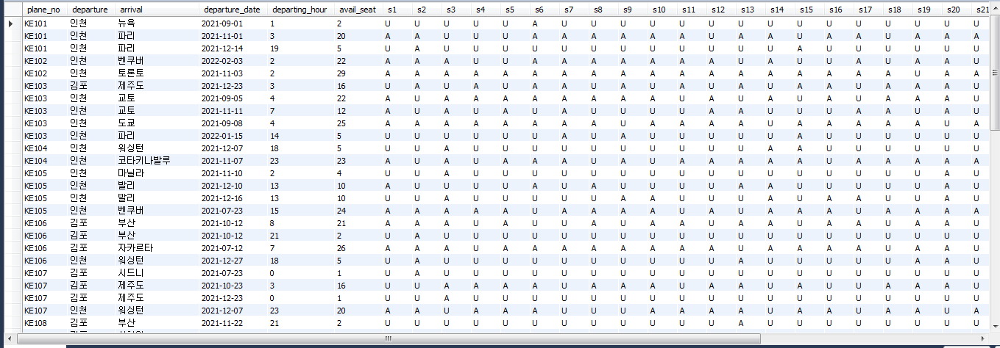 plane_no departure arrival departure_date departing_hour avail_seat s1 s2 s3 s4 s5 s6 s7 s8 s9 s10 s11 s12 s13 s14 s15 s16 s17 s18 s19 s20 s21
KE101 인천 뉴욕 2021-09-01 1 2 U U U U U A U U U U U U U U U U U U U U U
KE101 인천 파리 2021-11-01 3 20 A A U U U A A A A A A U A A U A A U A A A
KE101 인천 파리 2021-12-14 19 5 U A U U U U U U U U U U U U A U U U U U U
KE102 인천 벤쿠버 2022-02-03 2 22 A A A U U A A A A A A A U A U U A U A A U
KE102 인천 토론토 2021-11-03 2 29 A A A A A A A A A A A A A A A A A A U A A
KE103 김포 제주도 2021-12-23 3 16 U A U A U A A U A U A A U A U U U U A A U
KE103 인천 교토 2021-09-05 4 22 A U A A A A A A A A U A U A U A U A A A U
KE103 인천 교토 2021-11-11 7 12 A U A U A U A U A U U A A U U A U U A U U
KE103 인천 도쿄 2021-09-08 4 25 A A A A A A A A U A A A A U A A A A A U A
KE103 인천 파리 2022-01-15 14 5 U U U U U U A U A U U U U U A U U U U U U
KE104 인천 워싱턴 2021-12-07 18 5 U U A U U U U U U U U U U A A U U U U U U
KE104 인천 코타키나발루 2021-11-07 23 23 A U A U A A A U A U A A A A A U A A A A A
KE105 인천 마닐라 2021-11-10 2 4 U U A U U U U U U U U U U U U U U U U A U
KE105 인천 발리 2021-12-10 13 10 A U U U U A U A U U U U A A U U U U U A U
KE105 인천 발리 2021-12-16 13 10 U U A U U U U U A A U U U A U A A U U A U
KE105 인천 벤쿠버 2021-07-23 15 24 A A A A A U A A A A U A U A A U U A A A A
KE106 김포 부산 2021-10-12 8 21 A A A U A U A U U A A U A A U A A U A A U
KE106 김포 부산 2021-10-12 21 2 U A U U U U U U U U U U U U U U U U U U U
KE106 김포 자카르타 2021-07-12 7 26 A A A A U A A A A A A A U A A A A U A A U
KE106 인천 워싱턴 2021-12-27 18 5 U A U U U U U U U U U U A U U U U U A A U
KE107 김포 시드니 2021-07-23 0 1 U A U U U U U U U U U U U U U U U U U U U
KE107 김포 제주도 2021-10-23 3 16 U U A A A A U A A A U A A U A U U A A A U
KE107 김포 제주도 2021-12-23 0 1 U U A U U U U U U U U U U U U U U U U U U
KE107 인천 워싱턴 2021-12-07 23 20 U A A U A A A U U A A A A U A A U A A U A
KE108 김포 부산 2021-11-22 21 2 U U U U U U U U U U U U A U U U U U U U U